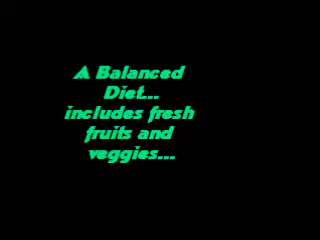 A Balanced
Diet...
includes fresh
fruits and
veggies...